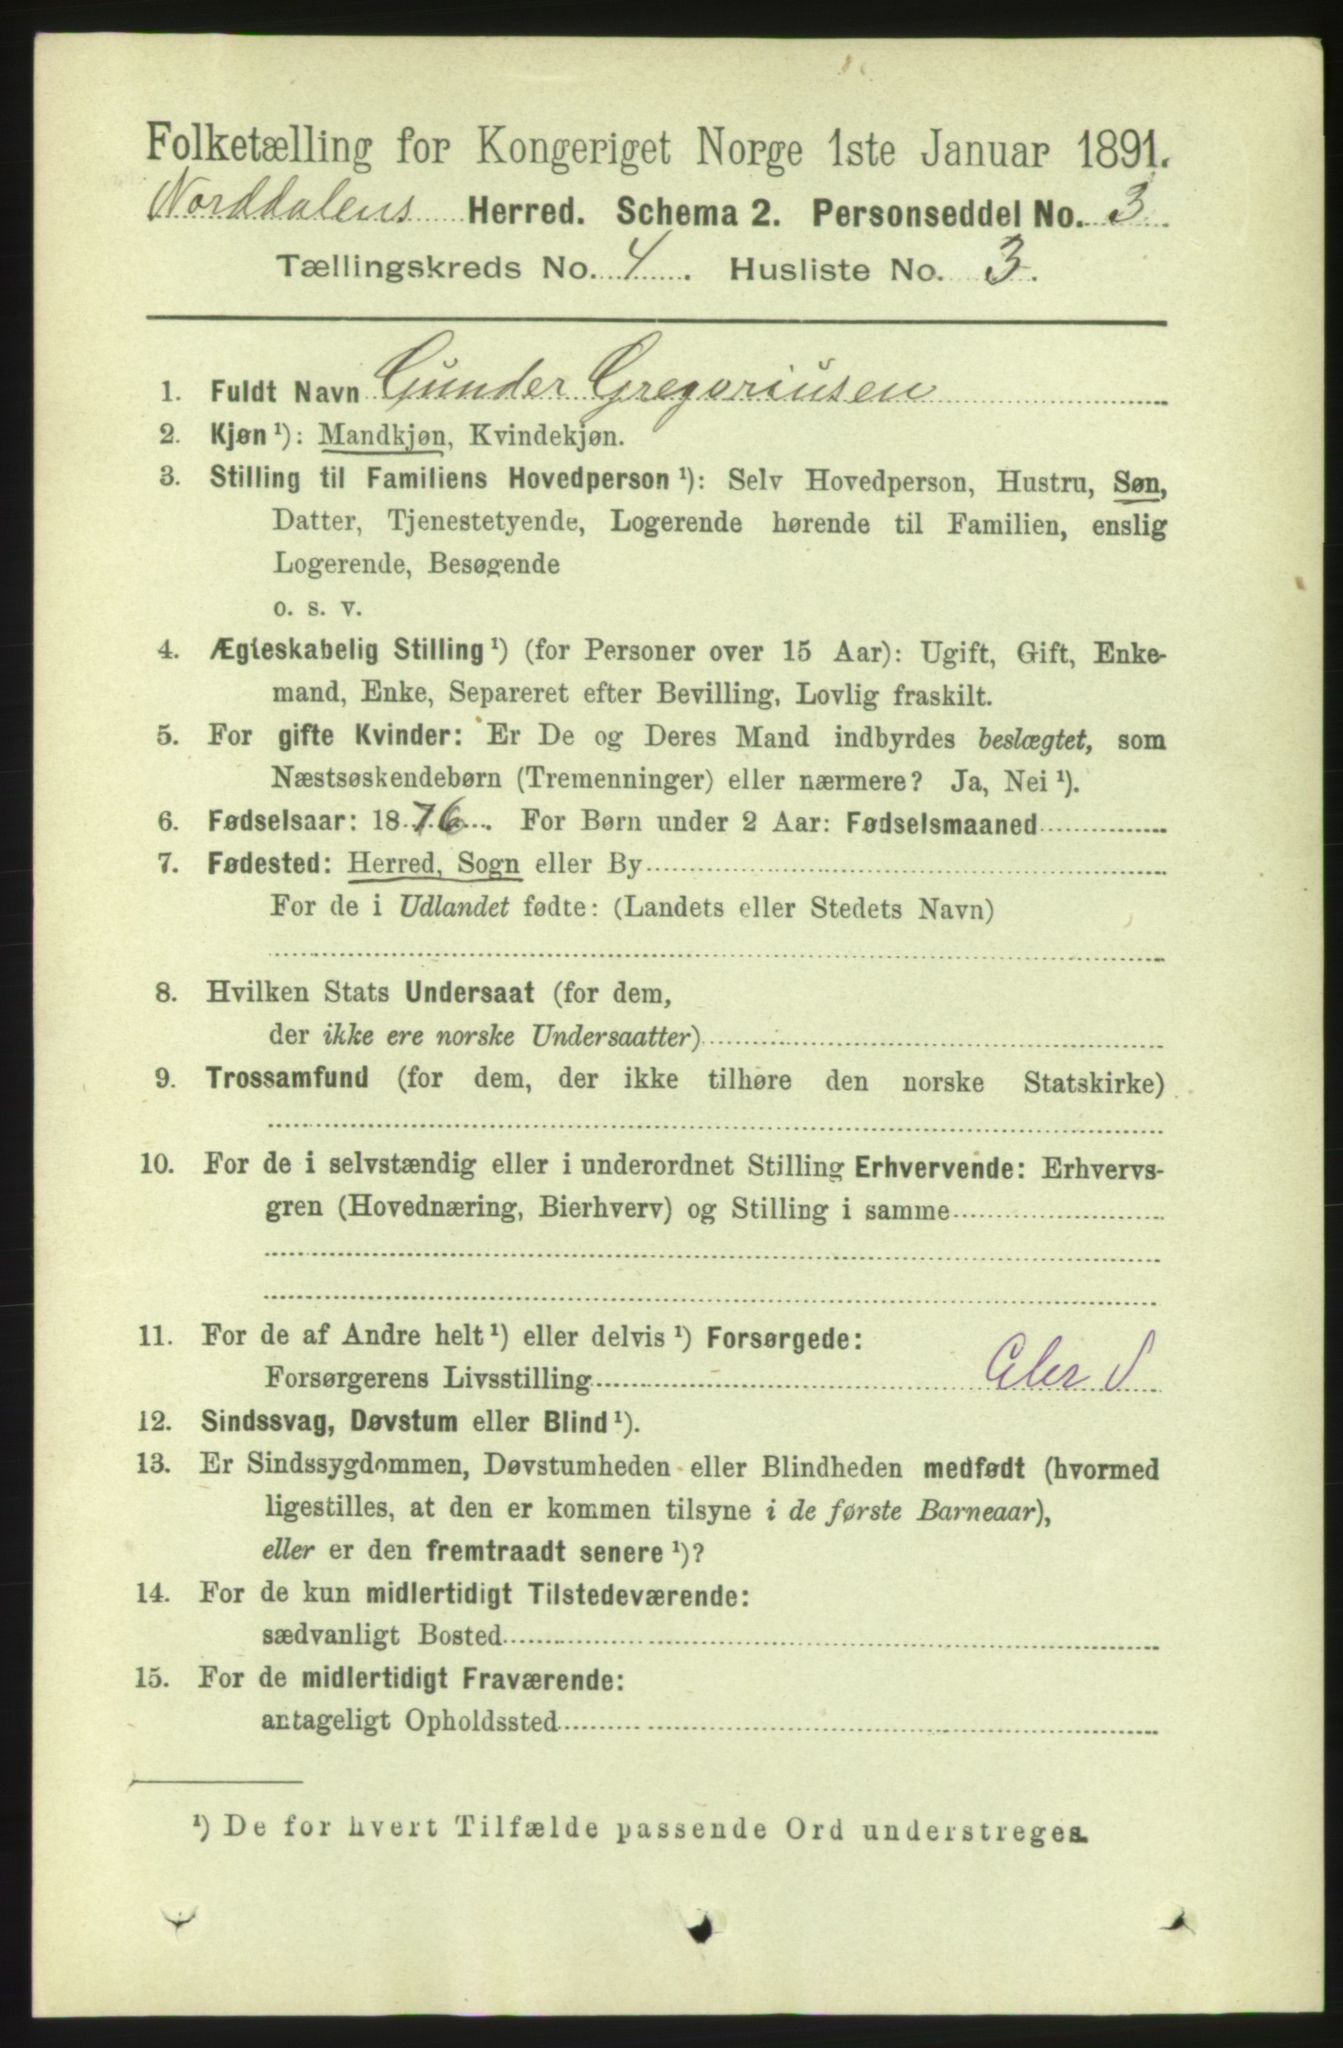 Folketælling for Kongeriget Norge 1ste Januar 1891.
Norddalens Herred. Schema 2. Personseddel No. 3
Tællingskreds No. 4. Husliste No. 3.
1. Fuldt Navn Gunder Gregoriusen
2. Kjøn ¹): Mandkjøn, Kvindekjøn.
3. Stilling til Familiens Hovedperson ¹): Selv Hovedperson, Hustru, Søn,
Datter, Tjenestetyende, Logerende hørende til Familien, enslig
Logerende, Besøgende
o. s. v.
4. Ægteskabelig Stilling ¹) (for Personer over 15 Aar): Ugift, Gift, Enke-
mand, Enke, Separeret efter Bevilling, Lovlig fraskilt.
5. For gifte Kvinder: Er De og Deres Mand indbyrdes beslægtet, som
Næstsøskendebørn (Tremenninger) eller nærmere? Ja, Nei ¹).
6. Fødselsaar: 1876. For Børn under 2 Aar: Fødselsmaaned
7. Fødested: Herred, Sogn eller By
For de i Udlandet fødte: (Landets eller Stedets Navn)
8. Hvilken Stats Undersaat (for dem,
der ikke ere norske Undersaatter)
9. Trossamfund (for dem, der ikke tilhøre den norske Statskirke)
10. For de i selvstændig eller i underordnet Stilling Erhvervende: Erhvervs-
gren (Hovednæring, Bierhverv) og Stilling i samme
11. For de af Andre helt ¹) eller delvis ¹) Forsørgede:
Forsørgerens Livsstilling
12. Sindssvag, Døvstum eller Blind ¹).
13. Er Sindssygdommen, Døvstumheden eller Blindheden medfødt (hvormed
ligestilles, at den er kommen tilsyne i de første Barneaar),
eller er den fremtraadt senere ¹)?
14. For de kun midlertidigt Tilstedeværende:
sædvanligt Bosted
15. For de midlertidigt Fraværende:
antageligt Opholdssted
¹) De for hvert Tilfælde passende Ord understreges.